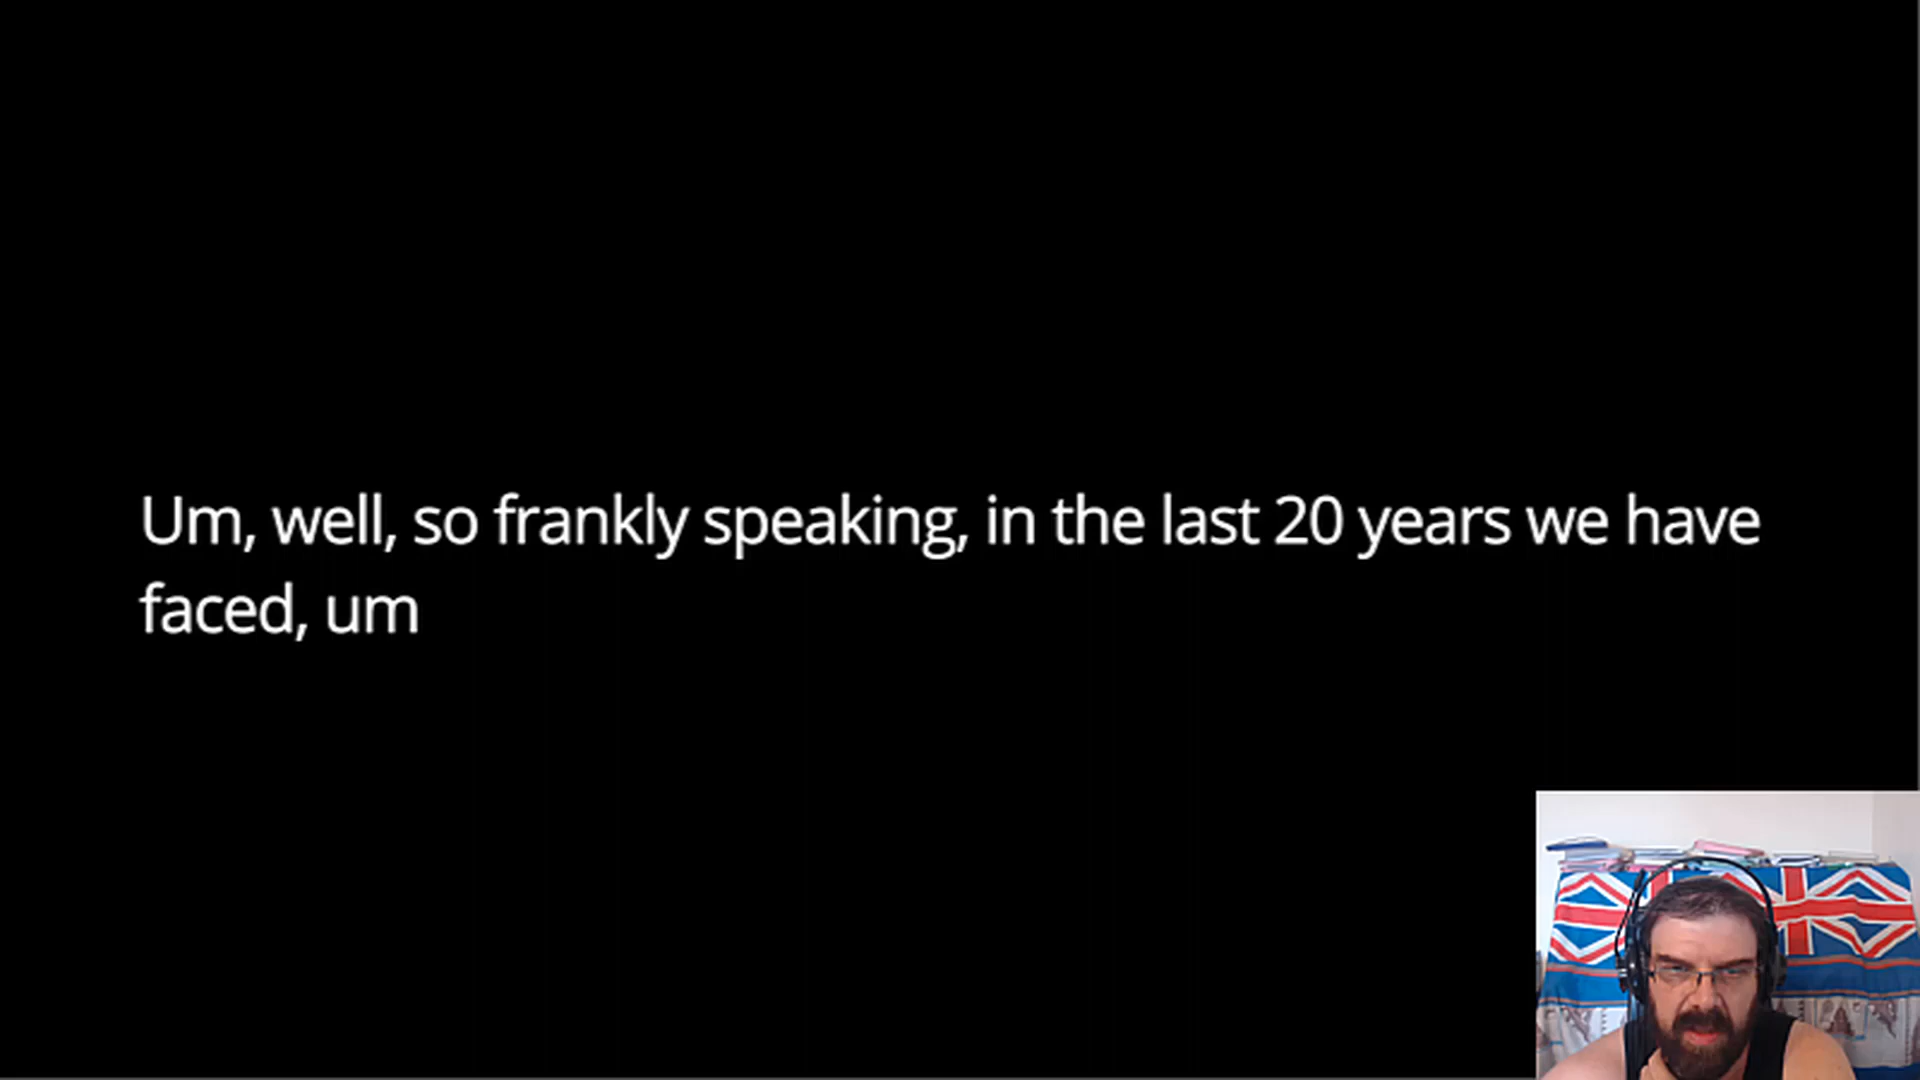 Um, well, so frankly speaking, in the last 20 years we have
faced, um